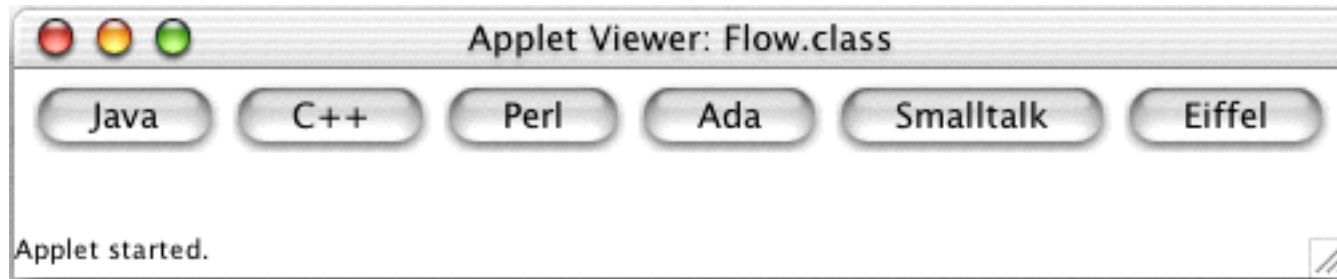 Applet Viewer: Flow.class
Java C++ Perl Ada Smalltalk Eiffel
Applet started.